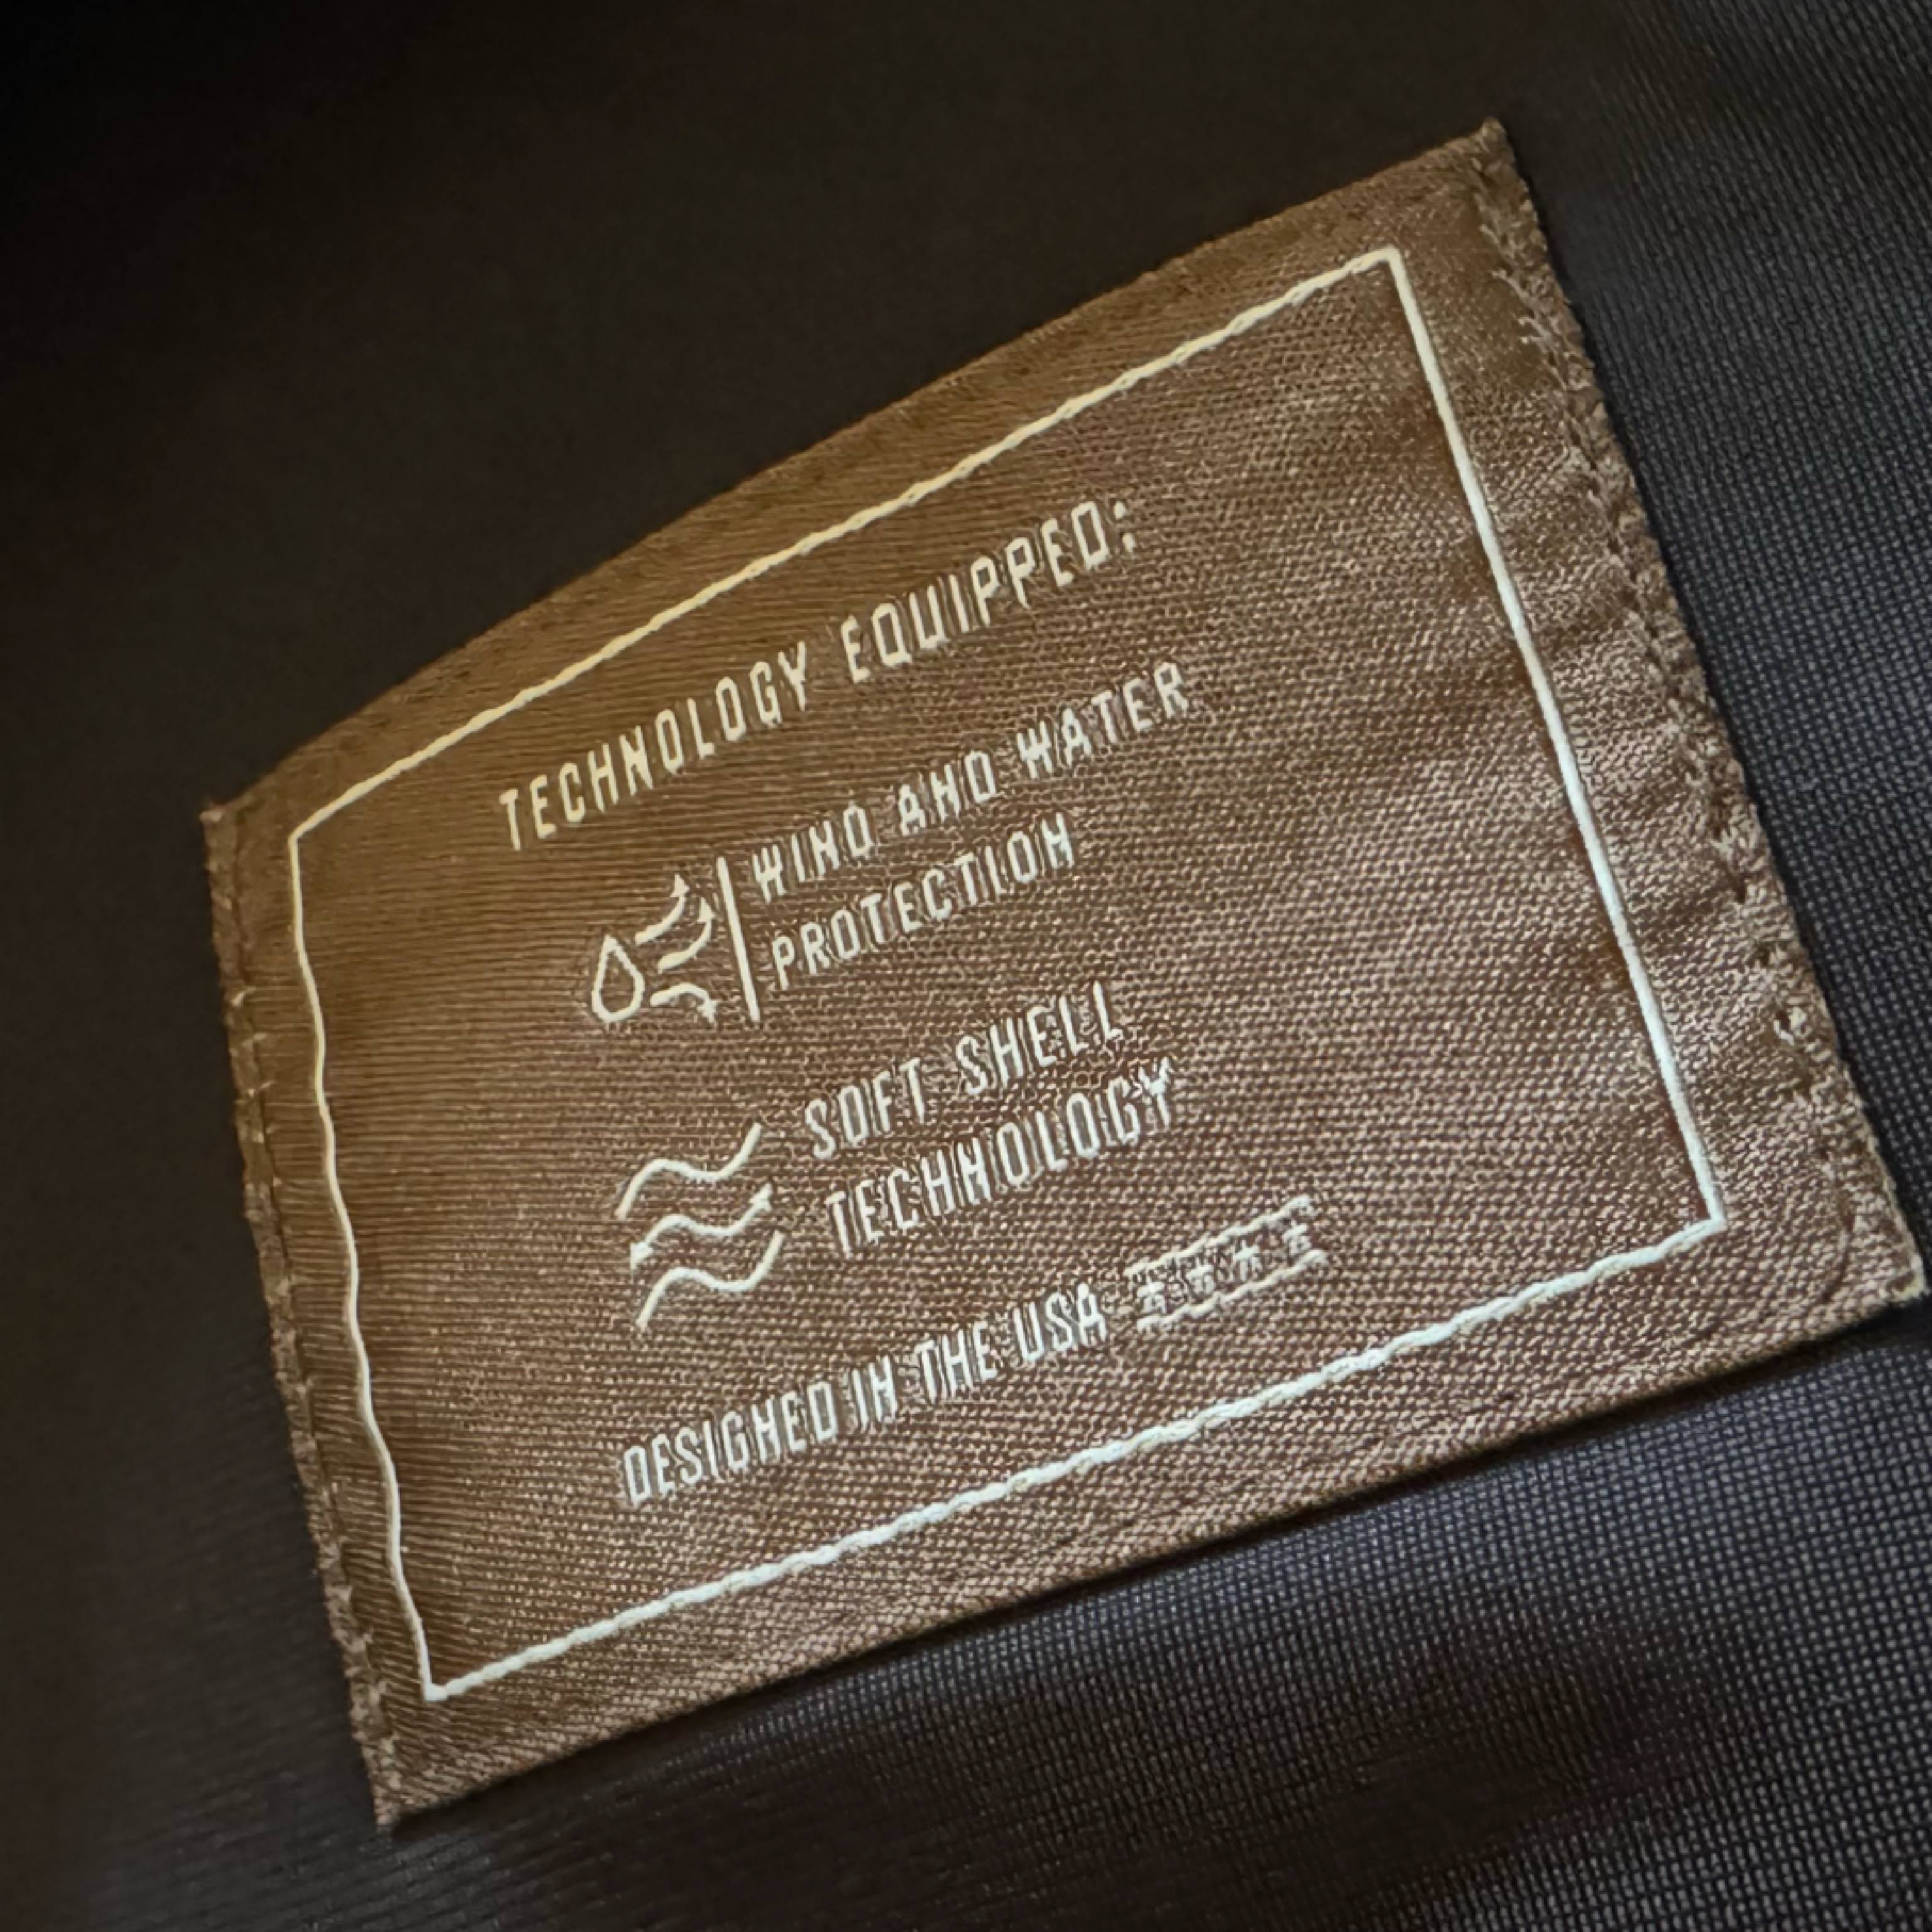 TECHNOLOGY EQUIPPED:
WIND AND WATER
PROTECTION
SOFT SHELL
TECHNOLOGY
DESIGNED IN THE USA